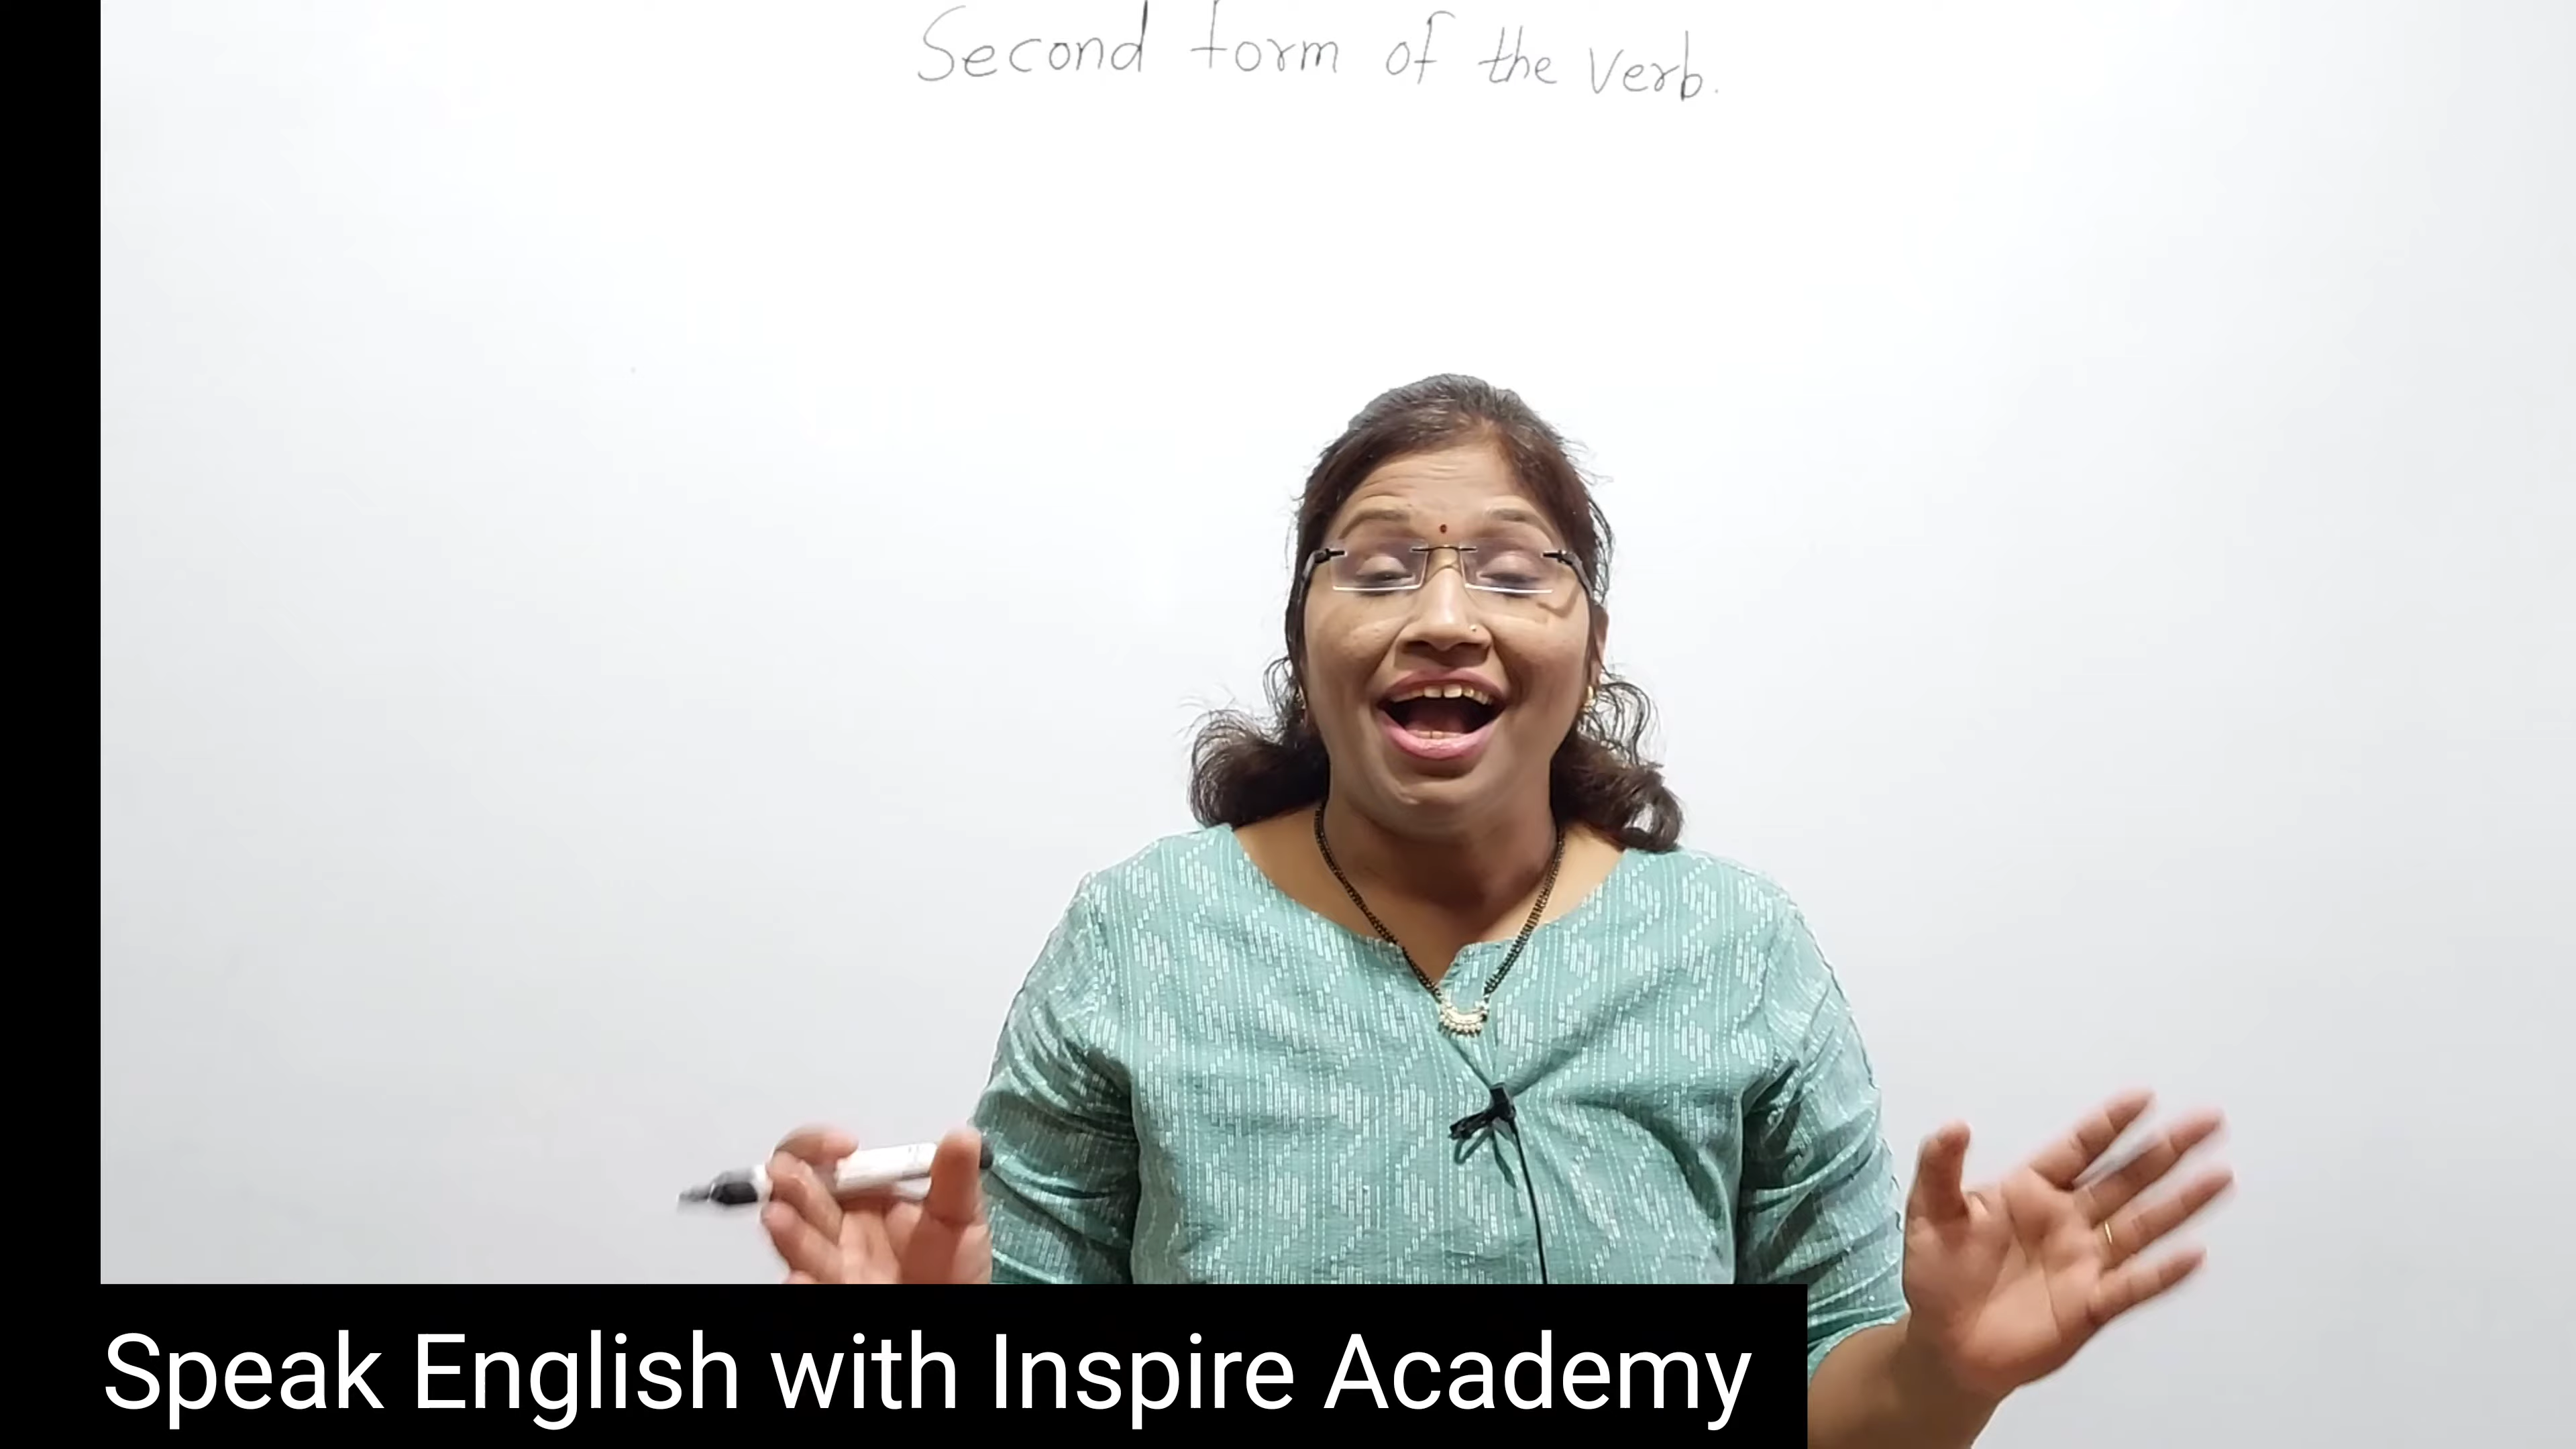 Second form of the Verb.
Speak English with Inspire Academy